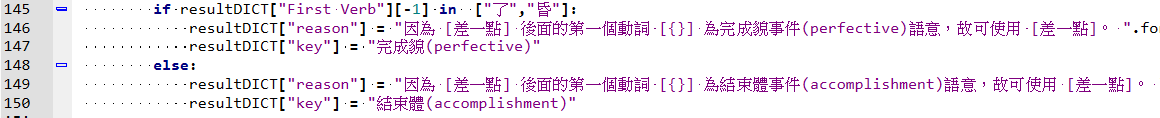 145 if resultDICT["First Verb"][-1] in ["了","昏"]:
146 resultDICT["reason"] = "因為 [差一點] 後面的第一個動詞 [{}] 為完成貌事件(perfective)語意，故可使用 [差一點]。 ".fo
147 resultDICT["key"] = "完成貌(perfective)"
148 else:
149 resultDICT["reason"] = "因為 [差一點] 後面的第一個動詞 [{}] 為結束體事件(accomplishment)語意，故可使用 [差一點]。
150 resultDICT["key"] = "結束體(accomplishment)"